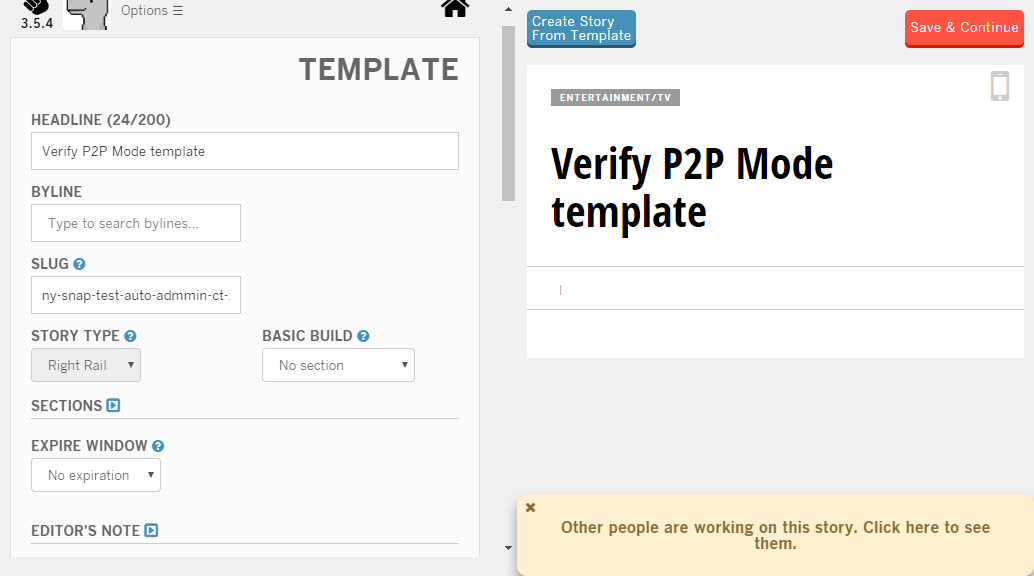 3.5.4
Options ☰
TEMPLATE
HEADLINE (24/200)
Verify P2P Mode template
BYLINE
Type to search bylines...
SLUG
ny-snap-test-auto-admmin-ct-
STORY TYPE
BASIC BUILD
Right Rail
No section
SECTIONS
EXPIRE WINDOW
No expiration
EDITOR'S NOTE
Create Story
From Template
Save & Continue
ENTERTAINMENT/TV
Verify P2P Mode
template
Other people are working on this story. Click here to see
them.